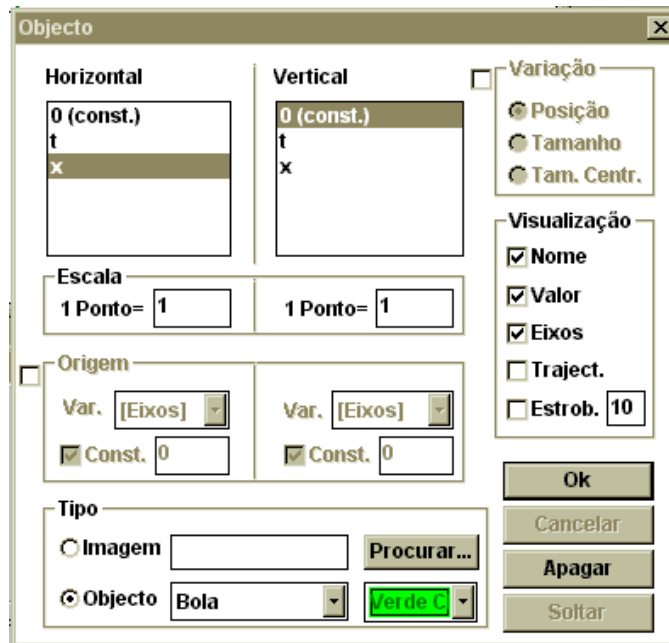 Objecto
Horizontal
0 (const.)
t
x
Vertical
0 (const.)
t
x
Variação
Posição
Tamanho
Tam. Centr.
Escala
1 Ponto= 1
1 Ponto= 1
Visualização
Nome
Valor
Eixos
Traject.
Estrob. 10
Origem
Var. [Eixos]
Const. 0
Var. [Eixos]
Const. 0
Tipo
Imagem
Procurar...
Objecto Bola Verde C
Ok
Cancelar
Apagar
Soltar